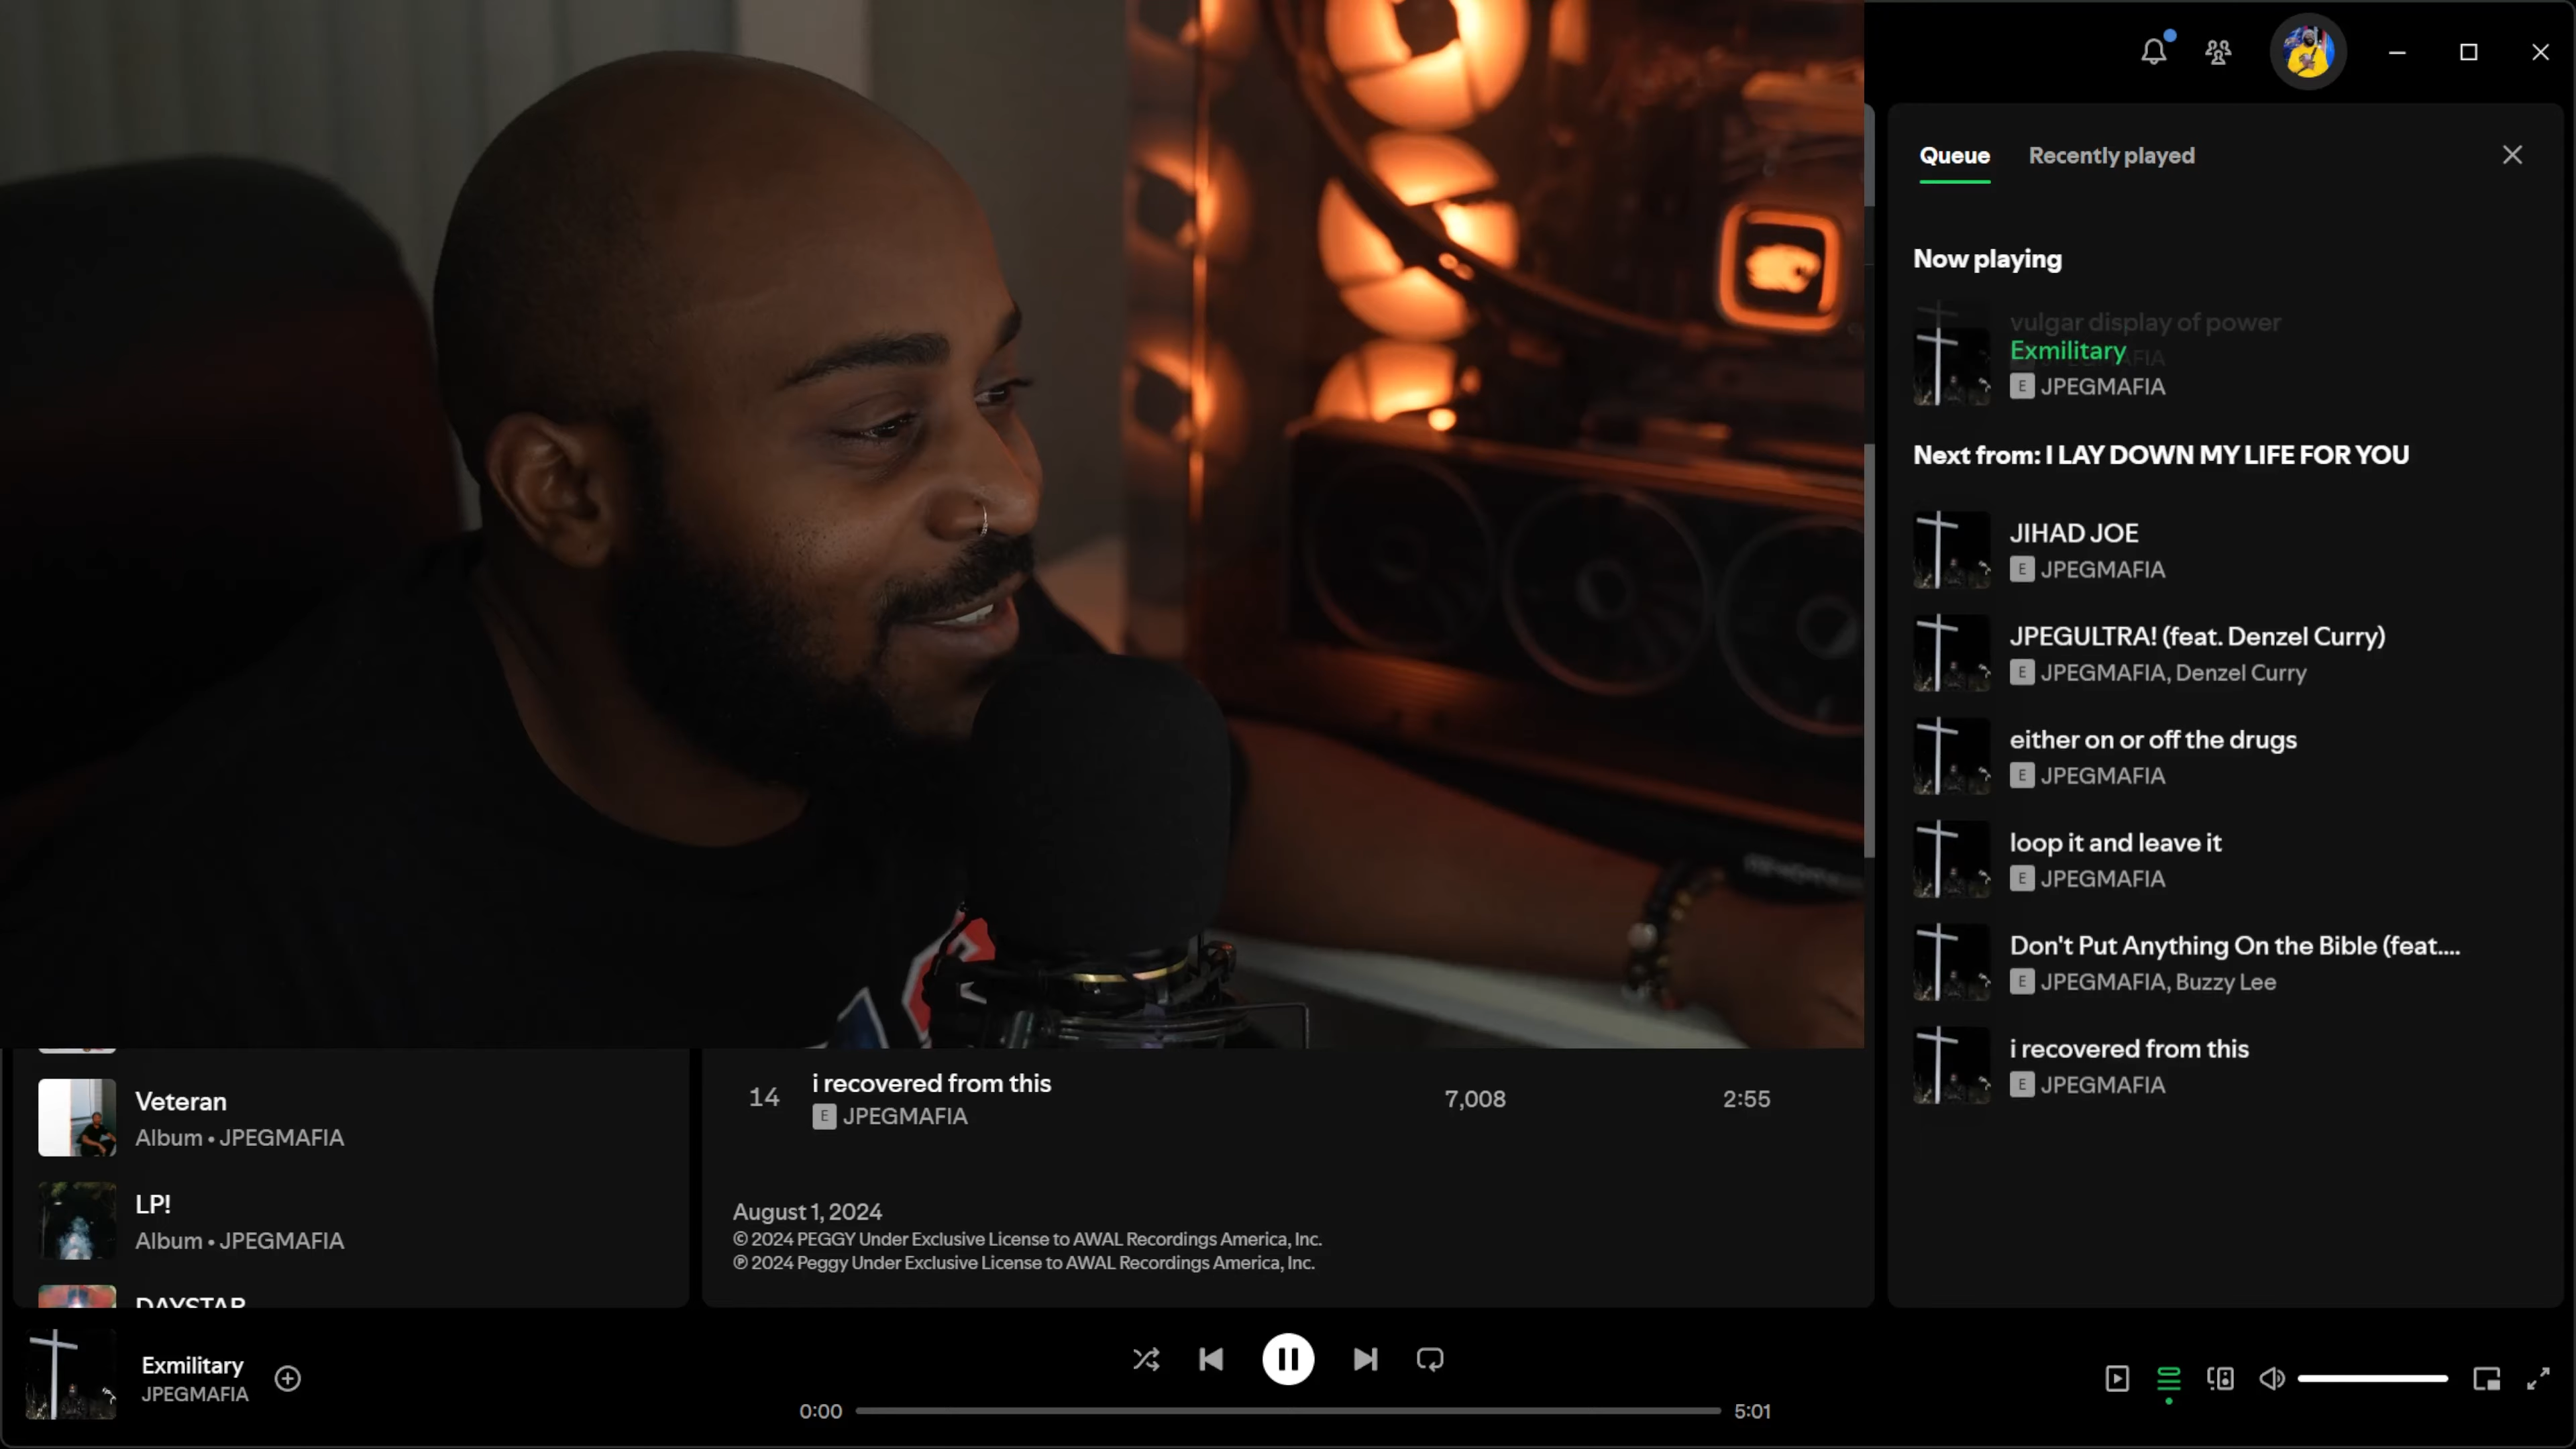 Queue
Recently played
Now playing
vulgar display of power
Exmilitary
E JPEGMAFIA
Next from: I LAY DOWN MY LIFE FOR YOU
JIHAD JOE
E JPEGMAFIA
JPEGULTRA! (feat. Denzel Curry)
E JPEGMAFIA, Denzel Curry
either on or off the drugs
E JPEGMAFIA
loop it and leave it
E JPEGMAFIA
Don't Put Anything On the Bible (feat....
E JPEGMAFIA, Buzzy Lee
i recovered from this
E JPEGMAFIA
Veteran
Album • JPEGMAFIA
LP!
Album • JPEGMAFIA
DAYSTAR
14
i recovered from this
E JPEGMAFIA
7,008
2:55
August 1, 2024
© 2024 PEGGY Under Exclusive License to AWAL Recordings America, Inc.
℗ 2024 Peggy Under Exclusive License to AWAL Recordings America, Inc.
Exmilitary
JPEGMAFIA
0:00
5:01